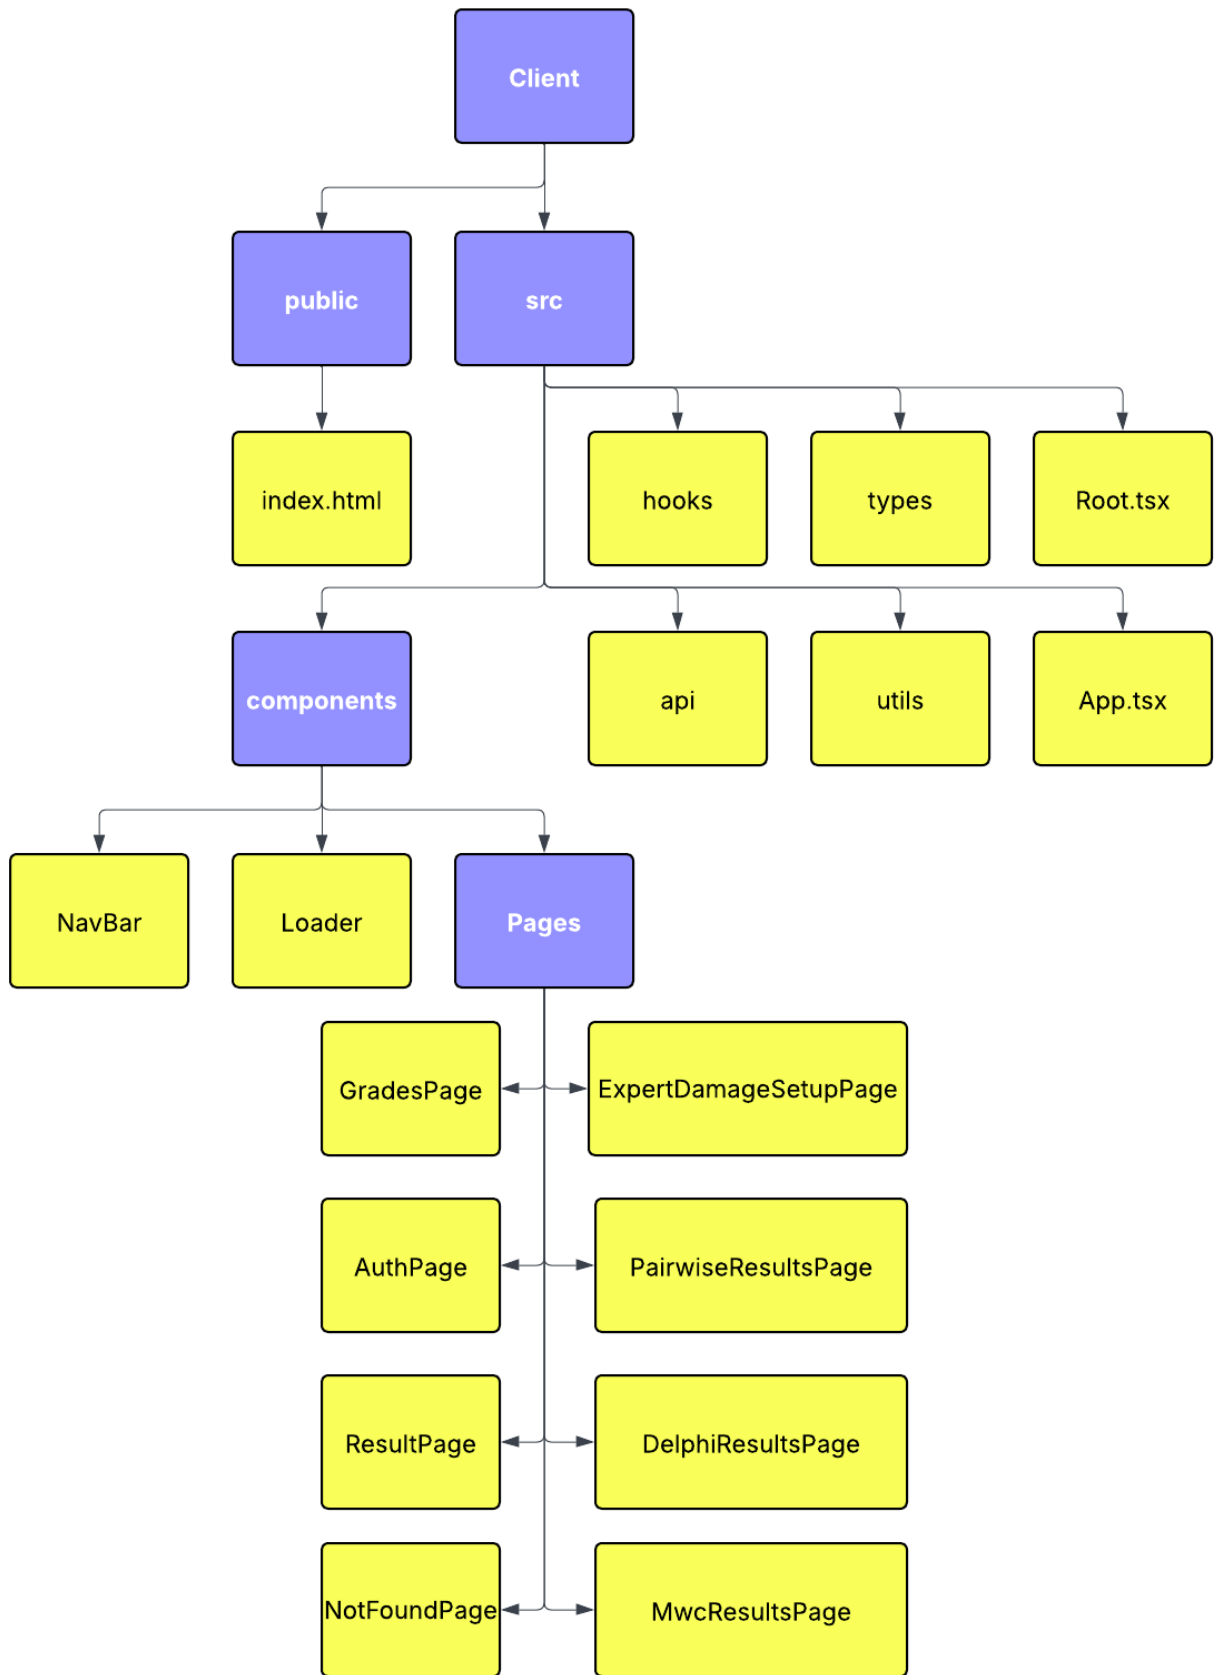 Client
public
src
index.html
hooks
types
Root.tsx
components
api
utils
App.tsx
NavBar
Loader
Pages
GradesPage
ExpertDamageSetupPage
AuthPage
PairwiseResultsPage
ResultPage
DelphiResultsPage
NotFoundPage
MwcResultsPage